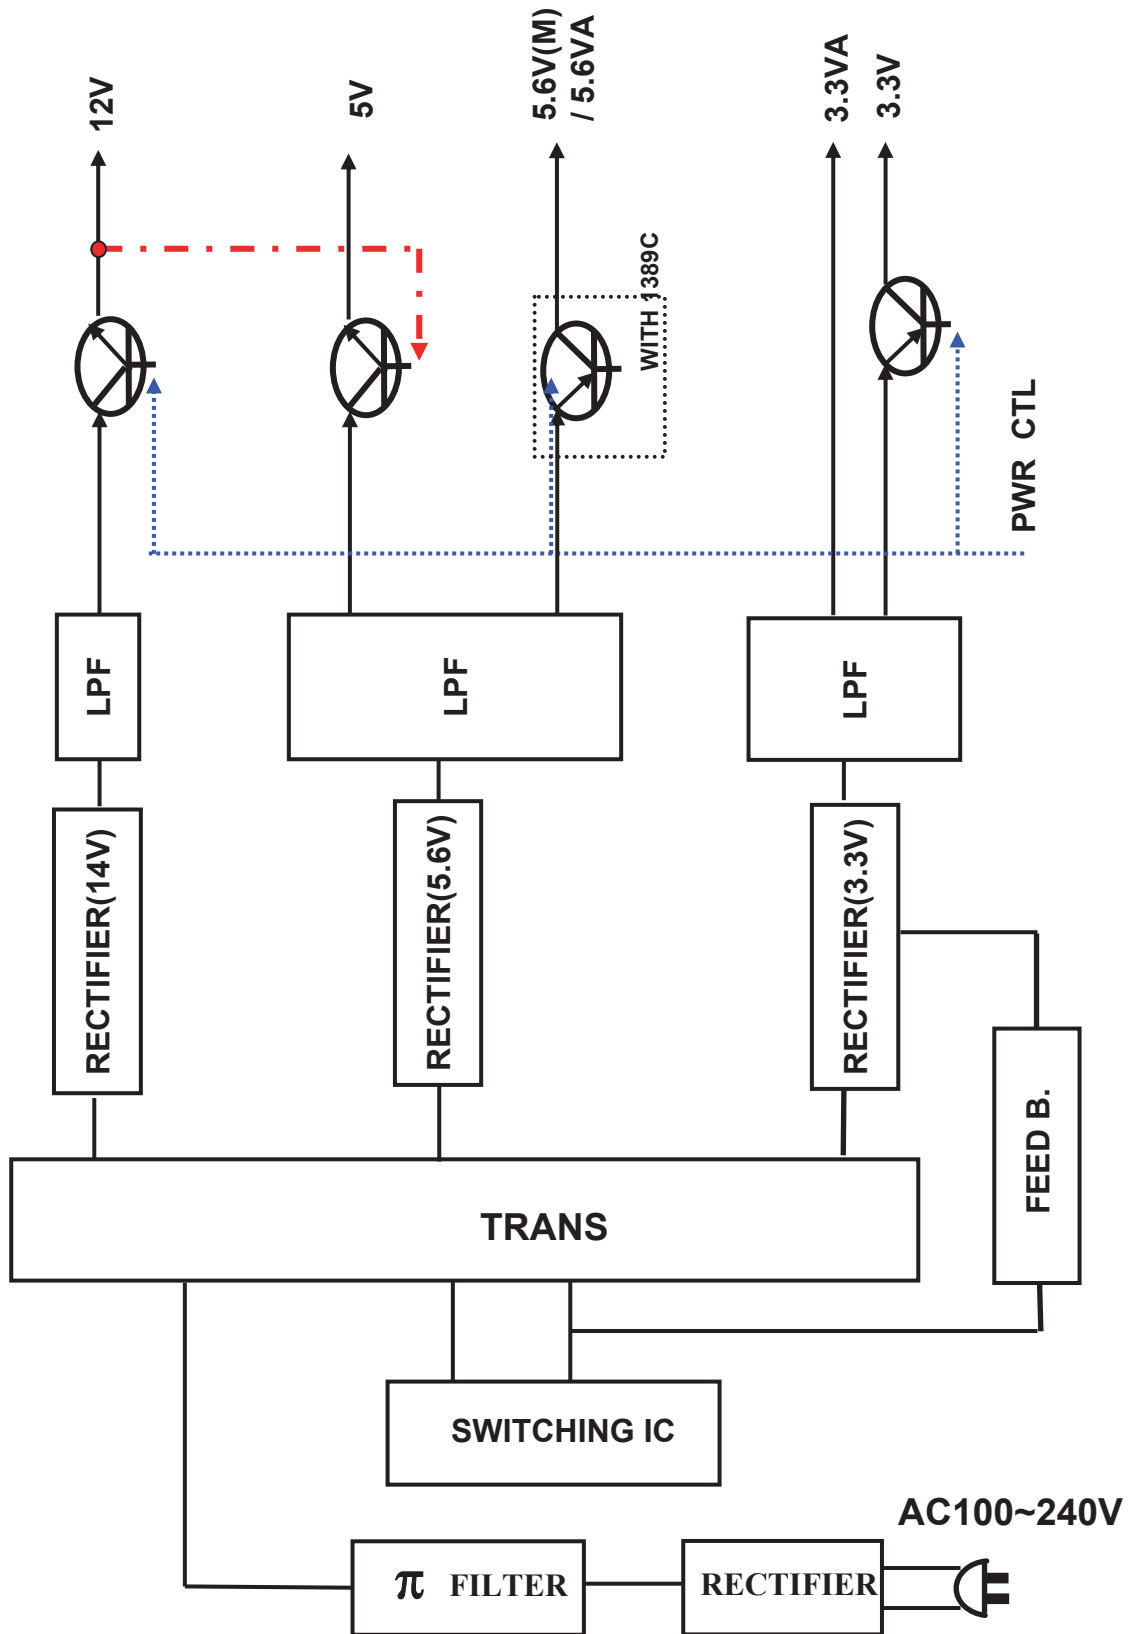 12V
5V
5.6V(M)
/ 5.6VA
3.3VA
3.3V
WITH 1389C
PWR CTL
LPF
LPF
LPF
RECTIFIER(14V)
RECTIFIER(5.6V)
RECTIFIER(3.3V)
FEED B.
TRANS
SWITCHING IC
AC100~240V
π FILTER
RECTIFIER